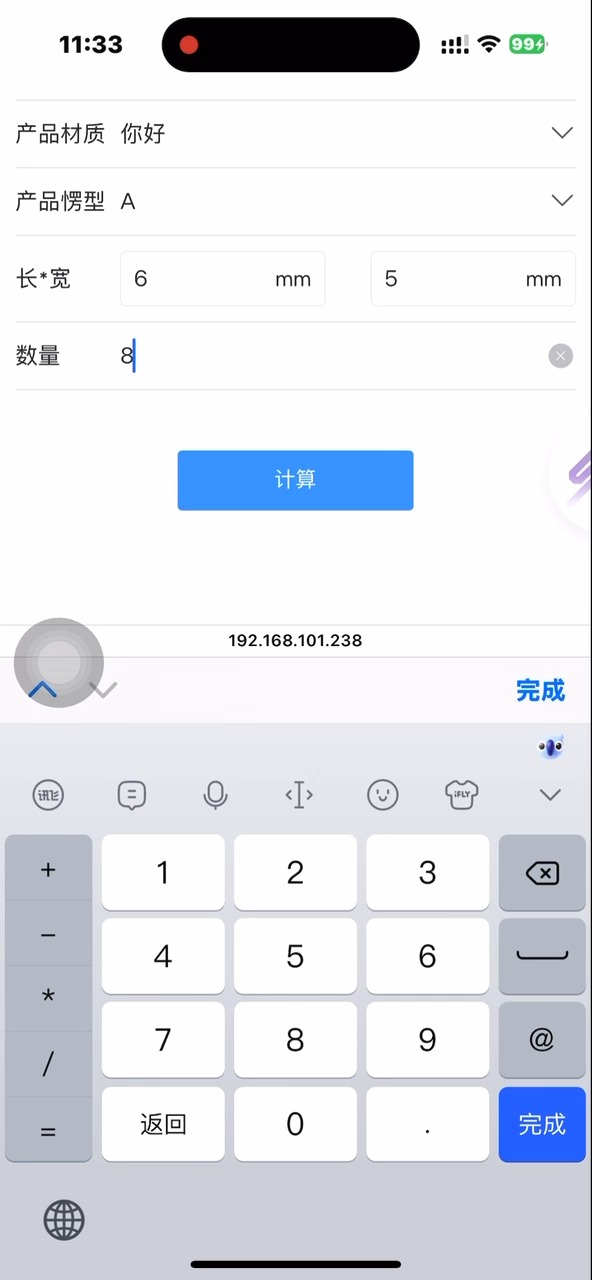 11:33
99
产品材质 你好
产品愣型 A
长*宽 6 mm 5 mm
数量 8
计算
192.168.101.238
完成
讯飞 iFLY
+ 1 2 3
- 4 5 6
* 7 8 9 @
/ 返回 0 . 完成
=